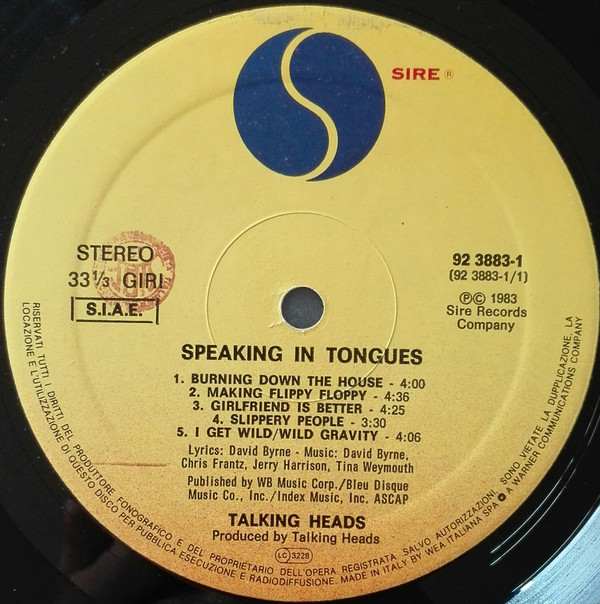 SIRE ®
STEREO
33⅓ GIRI
S.I.A.E.
92 3883-1
(92 3883-1/1)
℗© 1983
Sire Records
Company
SPEAKING IN TONGUES
1. BURNING DOWN THE HOUSE - 4:00
2. MAKING FLIPPY FLOPPY - 4:36
3. GIRLFRIEND IS BETTER - 4:25
4. SLIPPERY PEOPLE - 3:30
5. I GET WILD/WILD GRAVITY - 4:06
Lyrics: David Byrne - Music: David Byrne,
Chris Frantz, Jerry Harrison, Tina Weymouth
Published by WB Music Corp./Bleu Disque
Music Co., Inc./Index Music, Inc. ASCAP
TALKING HEADS
Produced by Talking Heads
LC 3228
RISERVATI TUTTI I DIRITTI DEL PRODUTTORE FONOGRAFICO E DEL PROPRIETARIO DELL'OPERA REGISTRATA. SALVO AUTORIZZAZIONI, SONO VIETATE LA DUPPLICAZIONE, LA
LOCAZIONE E L'UTILIZZAZIONE DI QUESTO DISCO PER PUBBLICA ESECUZIONE E RADIODIFFUSIONE. MADE IN ITALY BY WEA ITALIANA SPA A WARNER COMMUNICATIONS COMPANY